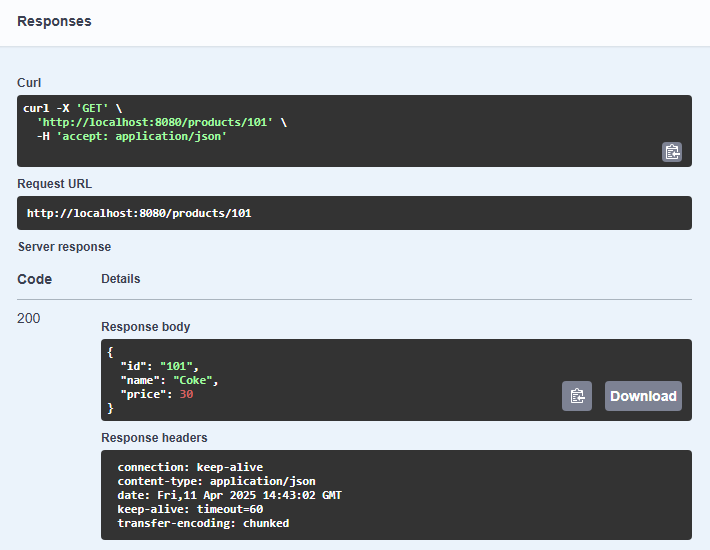 Responses
Curl
curl -X 'GET' \
  'http://localhost:8080/products/101' \
  -H 'accept: application/json'
Request URL
http://localhost:8080/products/101
Server response
Code Details
200
Response body
{
  "id": "101",
  "name": "Coke",
  "price": 30
}
Download
Response headers
connection: keep-alive
content-type: application/json
date: Fri,11 Apr 2025 14:43:02 GMT
keep-alive: timeout=60
transfer-encoding: chunked